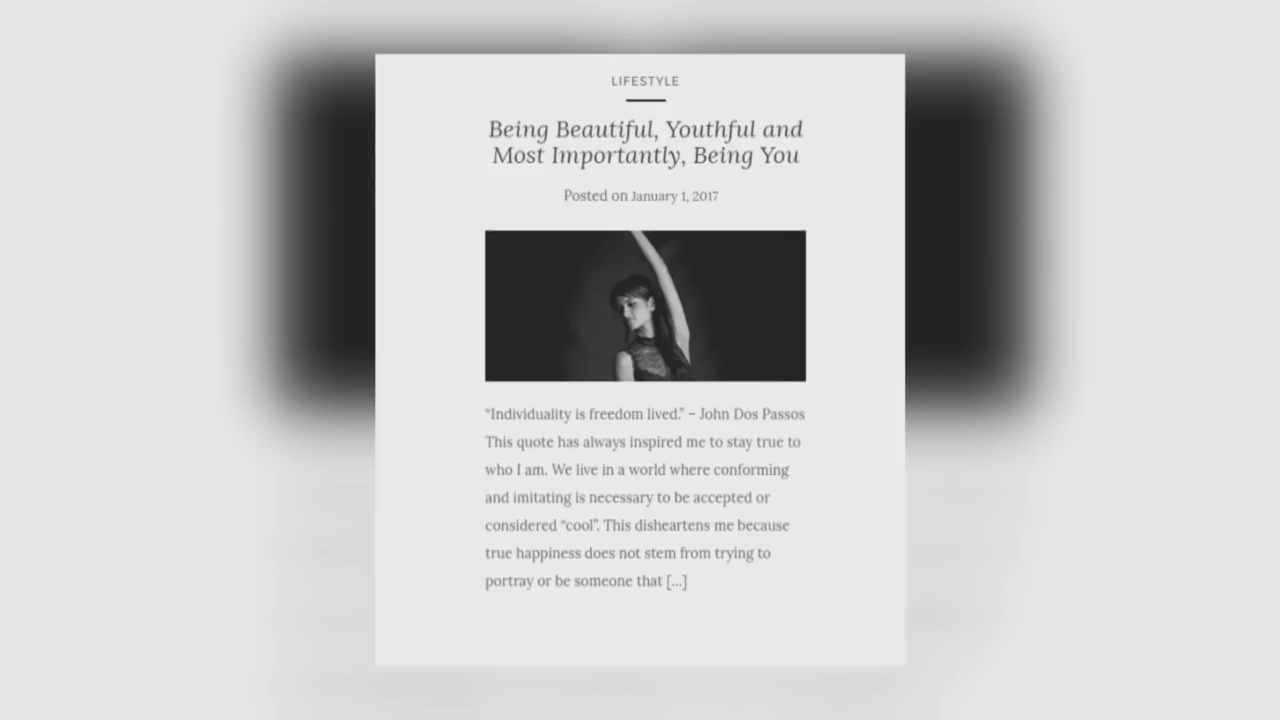 LIFESTYLE
Being Beautiful, Youthful and
Most Importantly, Being You
Posted on January 1, 2017
“Individuality is freedom lived.” – John Dos Passos
This quote has always inspired me to stay true to
who I am. We live in a world where conforming
and imitating is necessary to be accepted or
considered “cool”. This disheartens me because
true happiness does not stem from trying to
portray or be someone that [...]